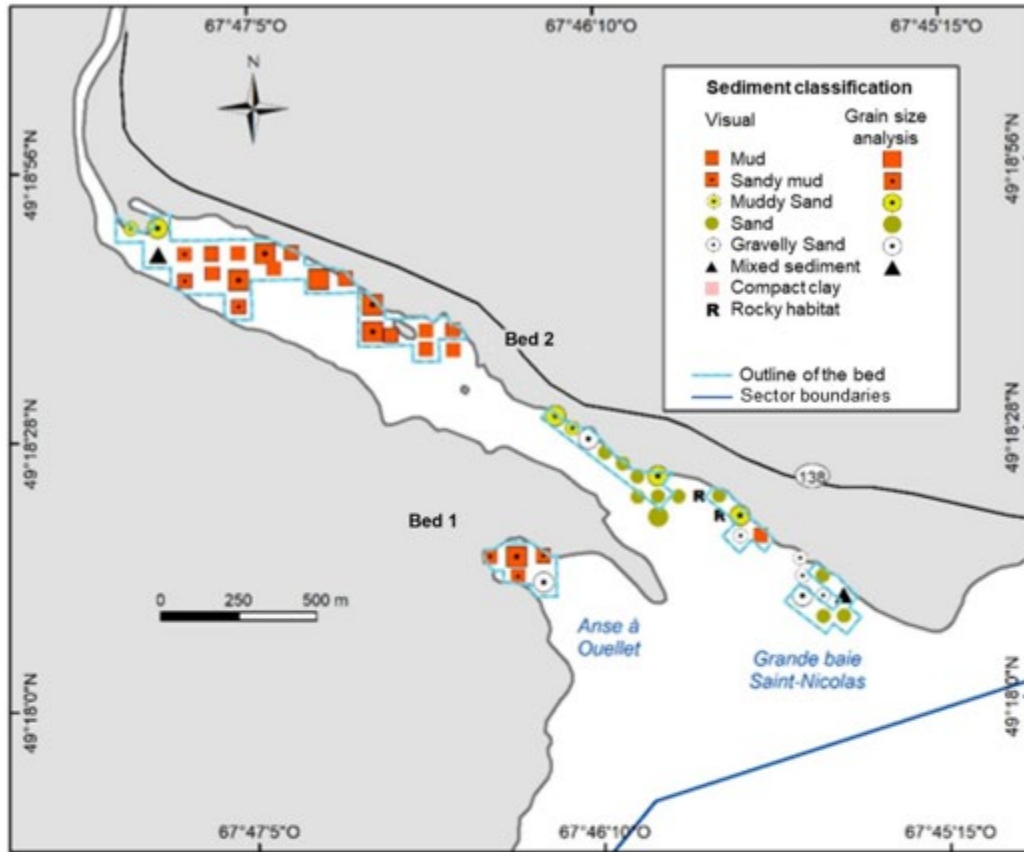 67°47'5"O 67°46'10"O 67°45'15"O
N
Sediment classification
Visual
Grain size
analysis
Mud
Sandy mud
Muddy Sand
Sand
Gravelly Sand
Mixed sediment
Compact clay
R Rocky habitat
Outline of the bed
Sector boundaries
49°18'56"N
49°18'56"N
Bed 2
49°18'28"N
49°18'28"N
138
R
R
Bed 1
0 250 500 m
Anse à
Ouellet
Grande baie
Saint-Nicolas
49°18'0"N
49°18'0"N
67°47'5"O 67°46'10"O 67°45'15"O